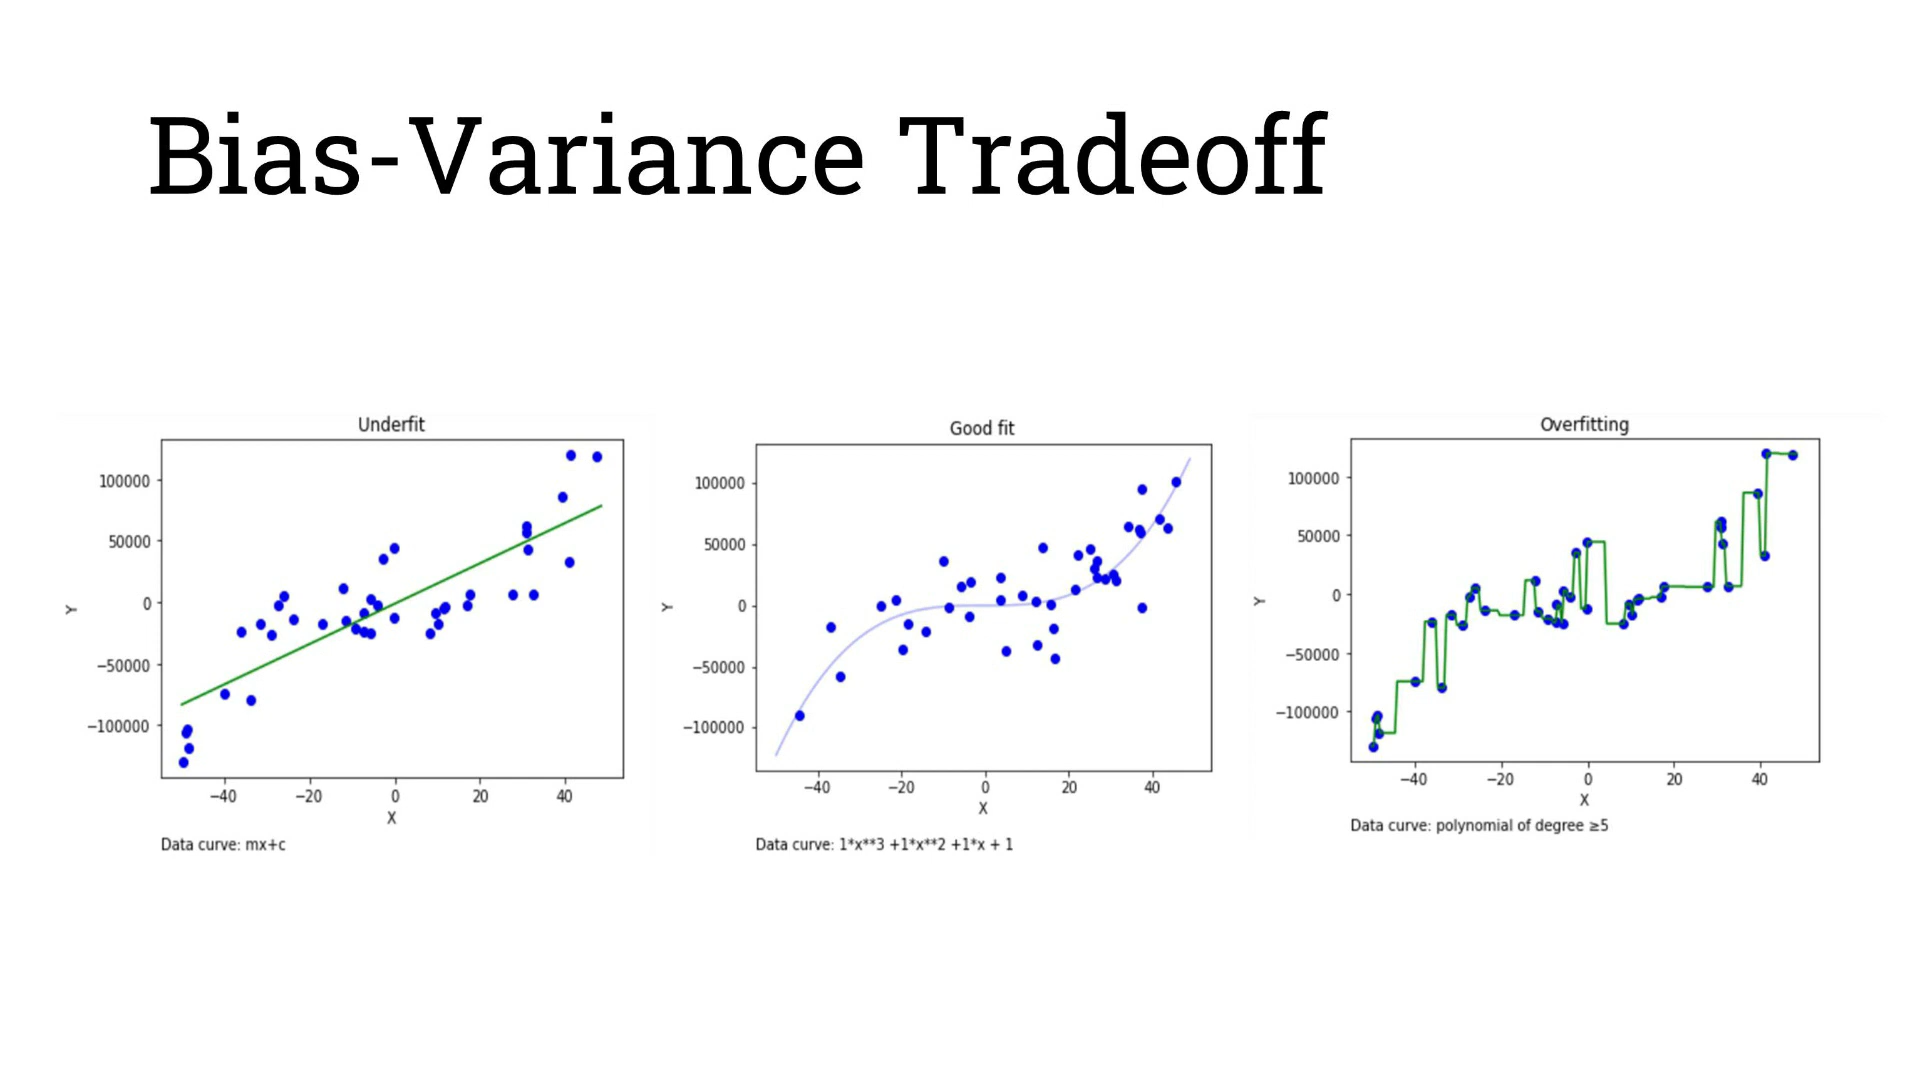 Bias-Variance Tradeoff
Underfit
100000
50000
0
−50000
−100000
Y
−40 −20 0 20 40
X
Data curve: mx+c
Good fit
100000
50000
0
−50000
−100000
Y
−40 −20 0 20 40
X
Data curve: 1*x**3 +1*x**2 +1*x + 1
Overfitting
100000
50000
0
−50000
−100000
Y
−40 −20 0 20 40
X
Data curve: polynomial of degree ≥5